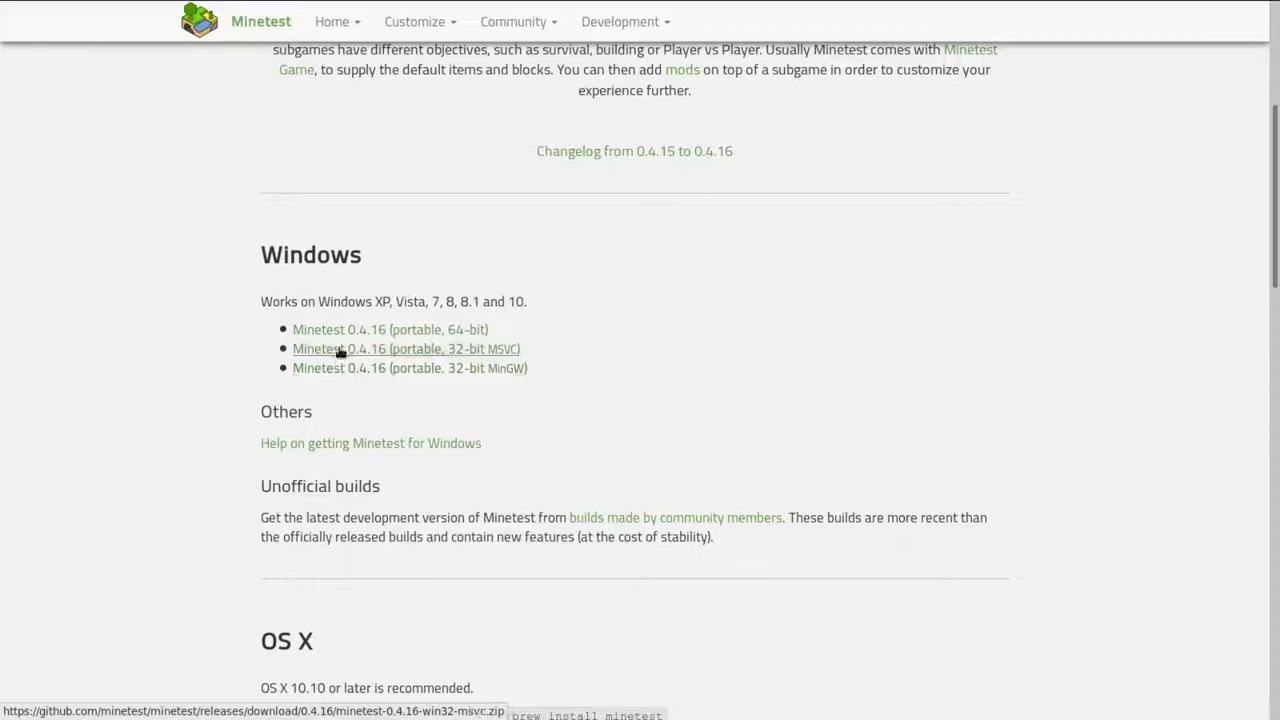 Minetest Home Customize Community Development
subgames have different objectives, such as survival, building or Player vs Player. Usually Minetest comes with Minetest
Game, to supply the default items and blocks. You can then add mods on top of a subgame in order to customize your
experience further.
Changelog from 0.4.15 to 0.4.16
Windows
Works on Windows XP, Vista, 7, 8, 8.1 and 10.
Minetest 0.4.16 (portable, 64-bit)
Minetest 0.4.16 (portable, 32-bit MSVC)
Minetest 0.4.16 (portable, 32-bit MinGW)
Others
Help on getting Minetest for Windows
Unofficial builds
Get the latest development version of Minetest from builds made by community members. These builds are more recent than
the officially released builds and contain new features (at the cost of stability).
OS X
OS X 10.10 or later is recommended.
https://github.com/minetest/minetest/releases/download/0.4.16/minetest-0.4.16-win32-msvc.zip
brew install minetest